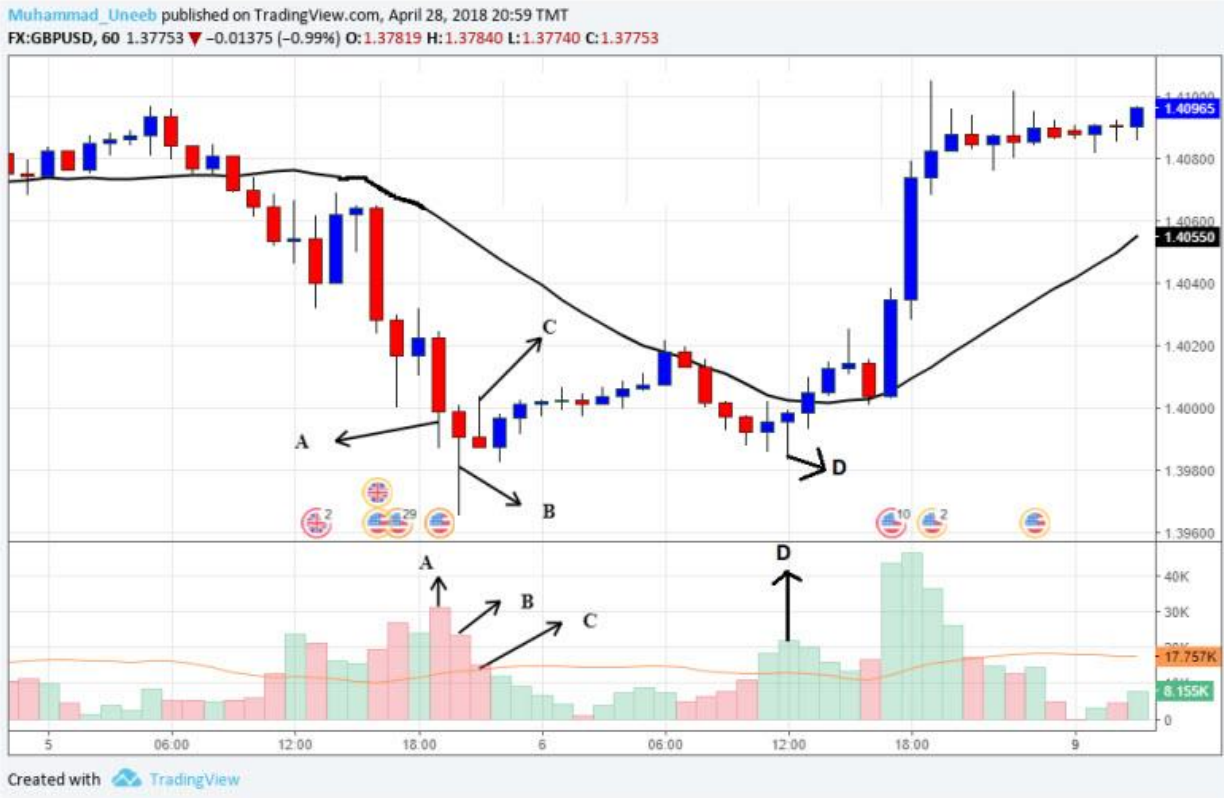 Muhammad_Uneeb published on TradingView.com, April 28, 2018 20:59 TMT
FX:GBPUSD, 60 1.37753 ▼ −0.01375 (−0.99%) O:1.37819 H:1.37840 L:1.37740 C:1.37753
1.41000
1.40965
1.40800
1.40600
1.40550
1.40400
C
1.40200
1.40000
A
D
1.39800
B
2
29
10
2
1.39600
D
A
40K
B
30K
C
20K
17.757K
10K
8.155K
0
5 06:00 12:00 18:00 6 06:00 12:00 18:00 9
Created with TradingView